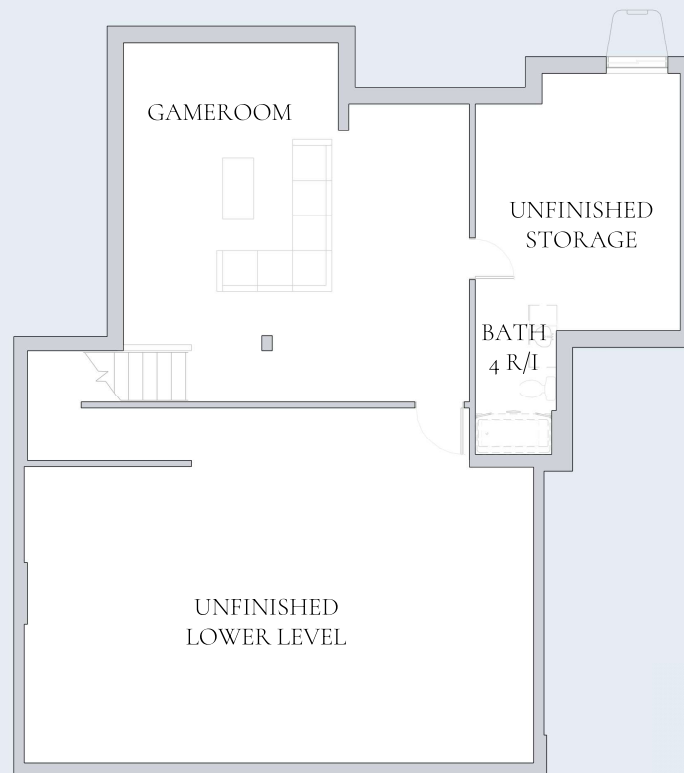 GAMEROOM
UNFINISHED
STORAGE
BATH
4 R/I
UNFINISHED
LOWER LEVEL